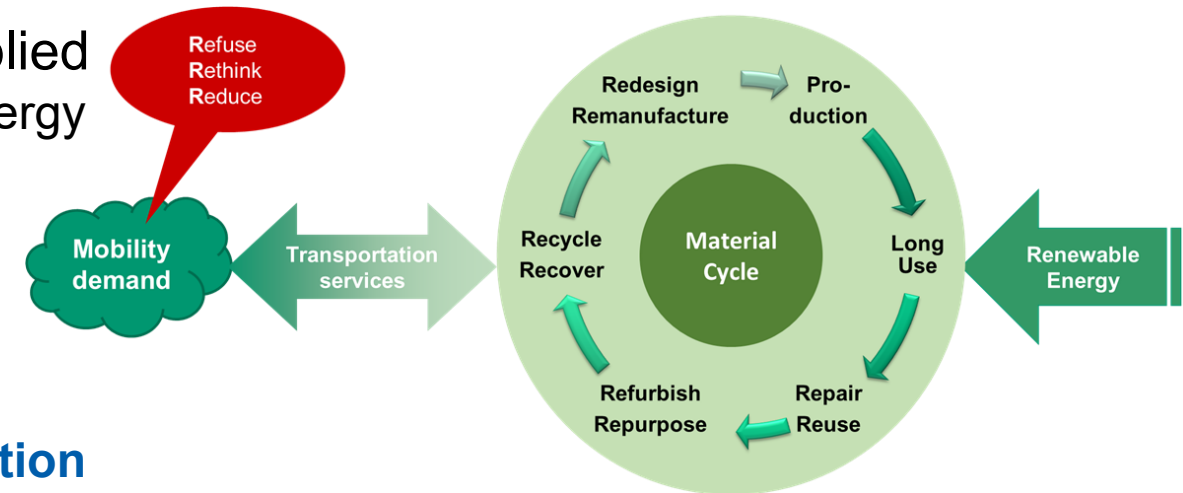 Refuse
Rethink
Reduce
Mobility
demand
Transportation
services
Redesign
Remanufacture
Pro-
duction
Long
Use
Repair
Reuse
Refurbish
Repurpose
Recycle
Recover
Material
Cycle
Renewable
Energy